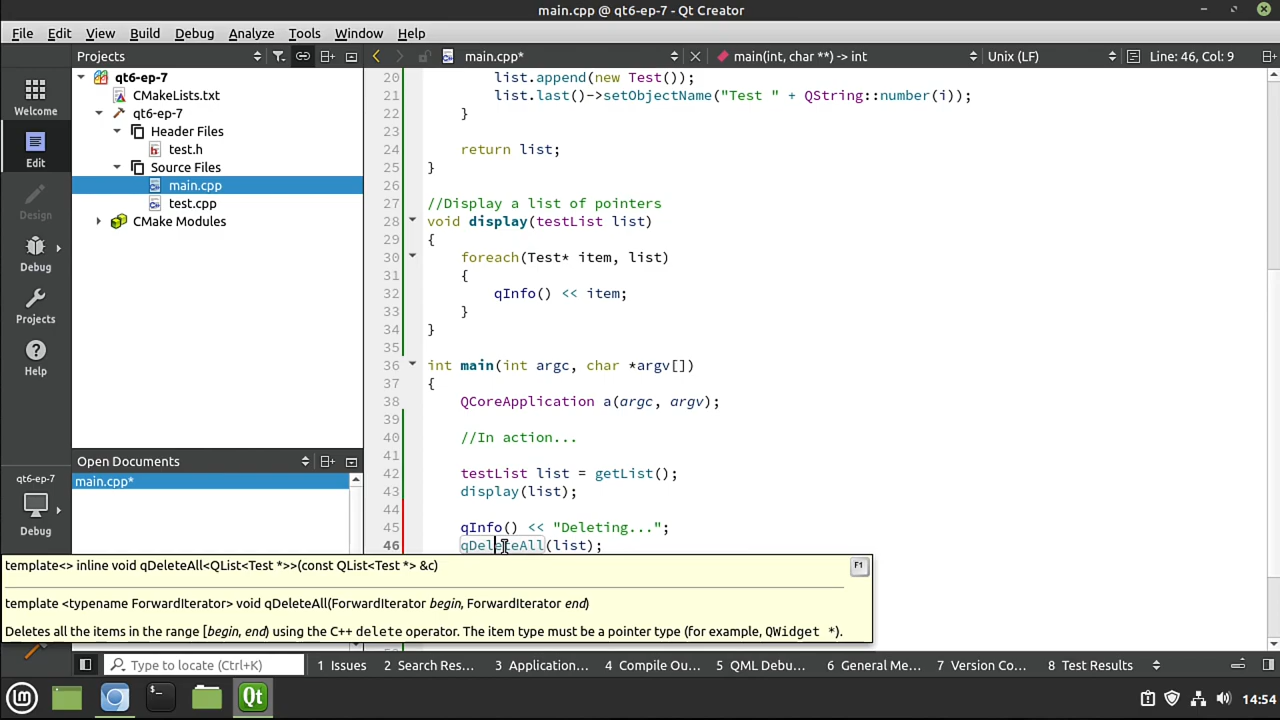 main.cpp @ qt6-ep-7 - Qt Creator
File Edit View Build Debug Analyze Tools Window Help
Projects main.cpp* main(int, char **) -> int Unix (LF) Line: 46, Col: 9
Welcome
Edit
Design
Debug
Projects
Help
qt6-ep-7
Debug
qt6-ep-7
CMakeLists.txt
qt6-ep-7
Header Files
test.h
Source Files
main.cpp
test.cpp
CMake Modules
Open Documents
main.cpp*
20 list.append(new Test());
21 list.last()->setObjectName("Test " + QString::number(i));
22 }
23
24 return list;
25 }
26
27 //Display a list of pointers
28 void display(testList list)
29 {
30 foreach(Test* item, list)
31 {
32 qInfo() << item;
33 }
34 }
35
36 int main(int argc, char *argv[])
37 {
38 QCoreApplication a(argc, argv);
39
40 //In action...
41
42 testList list = getList();
43 display(list);
44
45 qInfo() << "Deleting...";
46 qDeleteAll(list);
template<> inline void qDeleteAll<QList<Test *>>(const QList<Test *> &c) F1
template <typename ForwardIterator> void qDeleteAll(ForwardIterator begin, ForwardIterator end)
Deletes all the items in the range [begin, end) using the C++ delete operator. The item type must be a pointer type (for example, QWidget *).
Type to locate (Ctrl+K) 1 Issues 2 Search Res... 3 Application... 4 Compile Ou... 5 QML Debu... 6 General Me... 7 Version Co... 8 Test Results
14:54